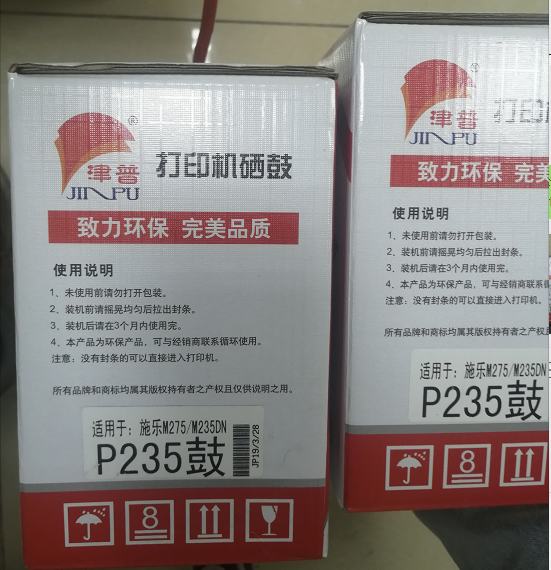 ®
津普
JINPU
打印机硒鼓
致力环保 完美品质
使用说明
1、未使用前请勿打开包装。
2、装机前请摇晃均匀后拉出封条。
3、装机后请在3个月内使用完。
4、本产品为环保产品，可与经销商联系循环使用。
注意：没有封条的可以直接进入打印机。
所有品牌和商标均属其版权持有者之产权且仅供说明之用。
适用于：施乐M275/M235DN
P235鼓
JP19/3/28
8
津普
JINPU
打印
致力环保 完美
使用说明
1、未使用前请勿打开包装。
2、装机前请摇晃均匀后拉出封条。
3、装机后请在3个月内使用完。
4、本产品为环保产品，可与经销商联系
注意：没有封条的可以直接进入打印机。
所有品牌和商标均属其版权持有者之产权
适用于：施乐M275/M235DN
P235鼓
8